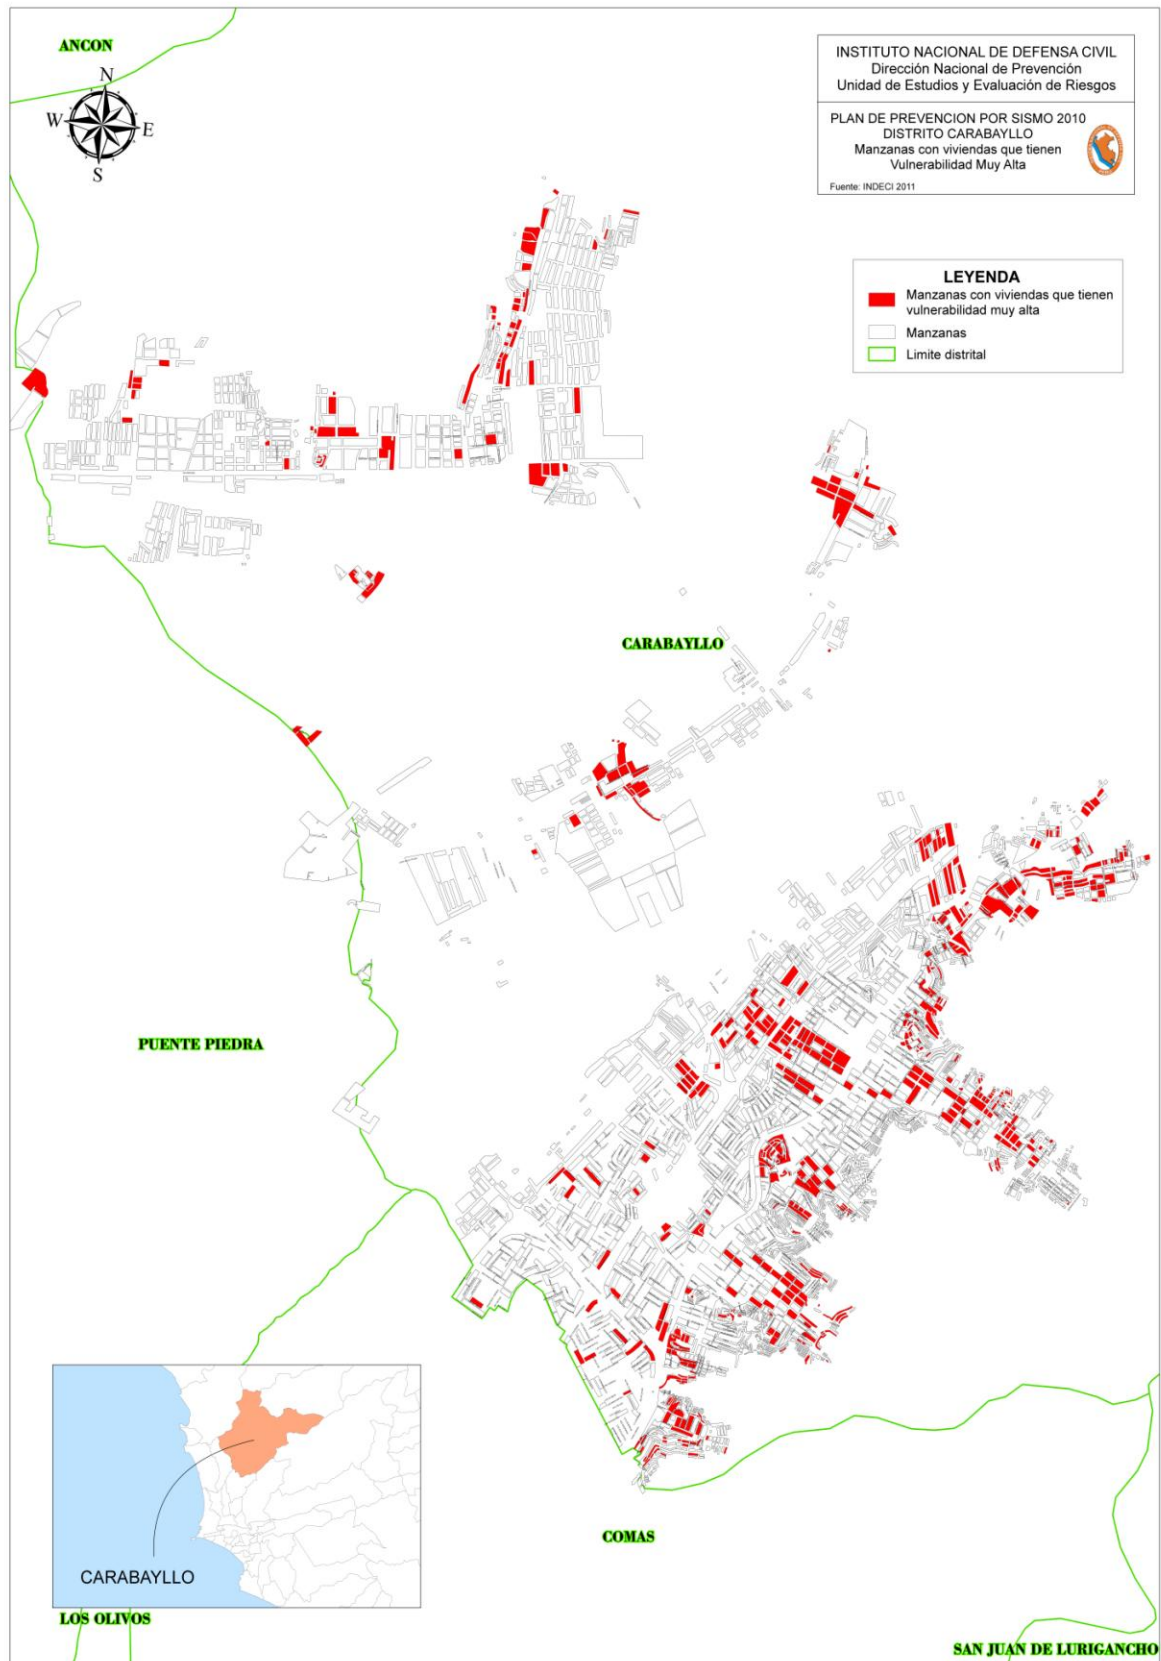 ANCON
N
W
E
S
INSTITUTO NACIONAL DE DEFENSA CIVIL
Dirección Nacional de Prevención
Unidad de Estudios y Evaluación de Riesgos
PLAN DE PREVENCION POR SISMO 2010
DISTRITO CARABAYLLO
Manzanas con viviendas que tienen
Vulnerabilidad Muy Alta
Fuente: INDECI 2011
LEYENDA
Manzanas con viviendas que tienen
vulnerabilidad muy alta
Manzanas
Limite distrital
CARABAYLLO
PUENTE PIEDRA
CARABAYLLO
COMAS
LOS OLIVOS
SAN JUAN DE LURIGANCHO